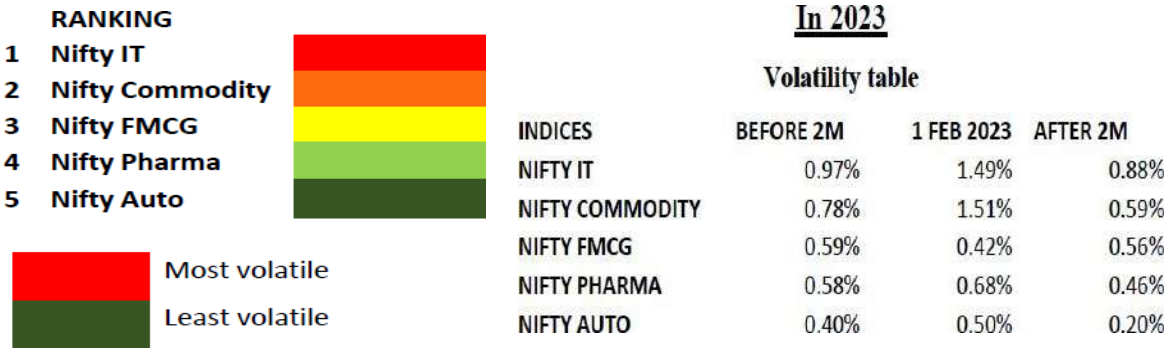 RANKING
1 Nifty IT
2 Nifty Commodity
3 Nifty FMCG
4 Nifty Pharma
5 Nifty Auto
Most volatile
Least volatile
In 2023
Volatility table
INDICES BEFORE 2M 1 FEB 2023 AFTER 2M
NIFTY IT 0.97% 1.49% 0.88%
NIFTY COMMODITY 0.78% 1.51% 0.59%
NIFTY FMCG 0.59% 0.42% 0.56%
NIFTY PHARMA 0.58% 0.68% 0.46%
NIFTY AUTO 0.40% 0.50% 0.20%